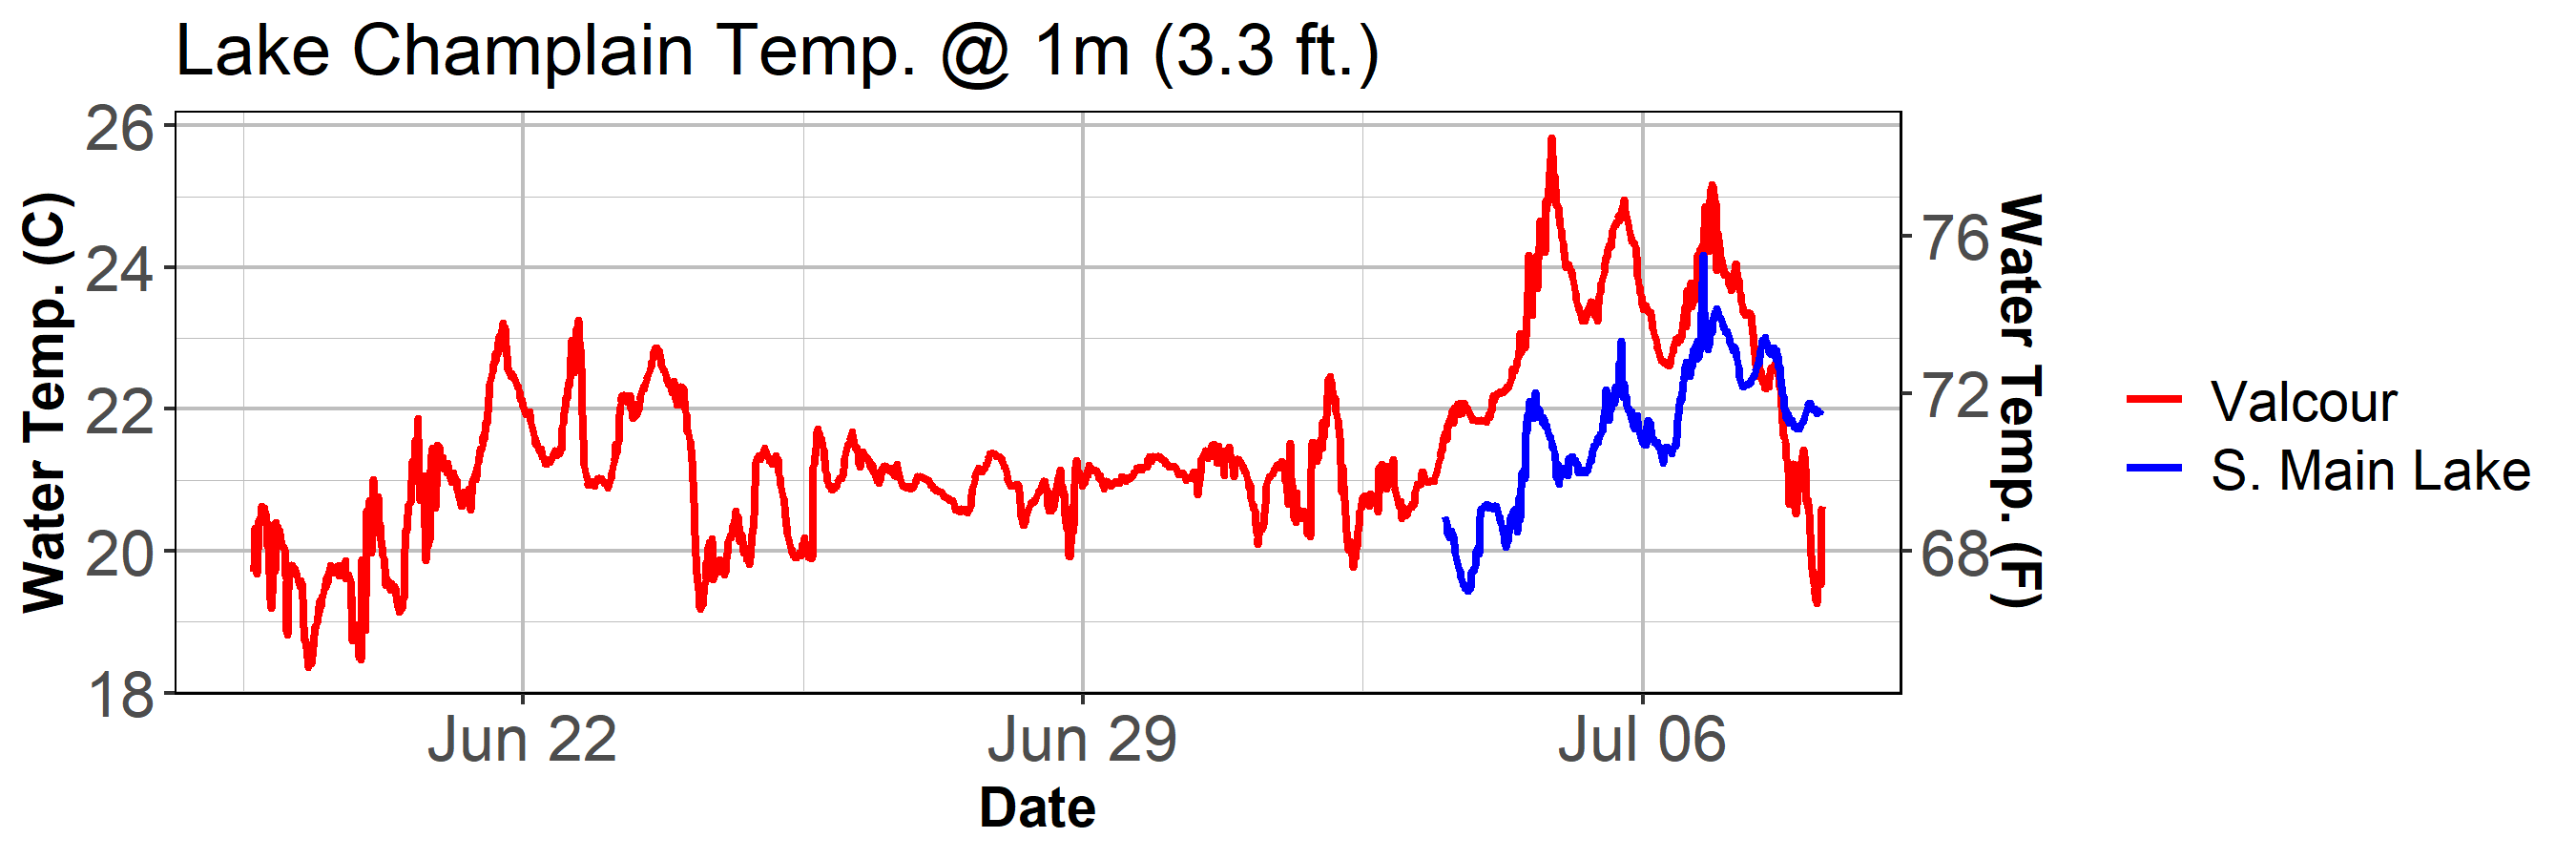 Lake Champlain Temp. @ 1m (3.3 ft.)
Water Temp. (C)
26
24
22
20
18
Jun 22
Jun 29
Jul 06
Date
76
72
68
Water Temp. (F)
Valcour
S. Main Lake